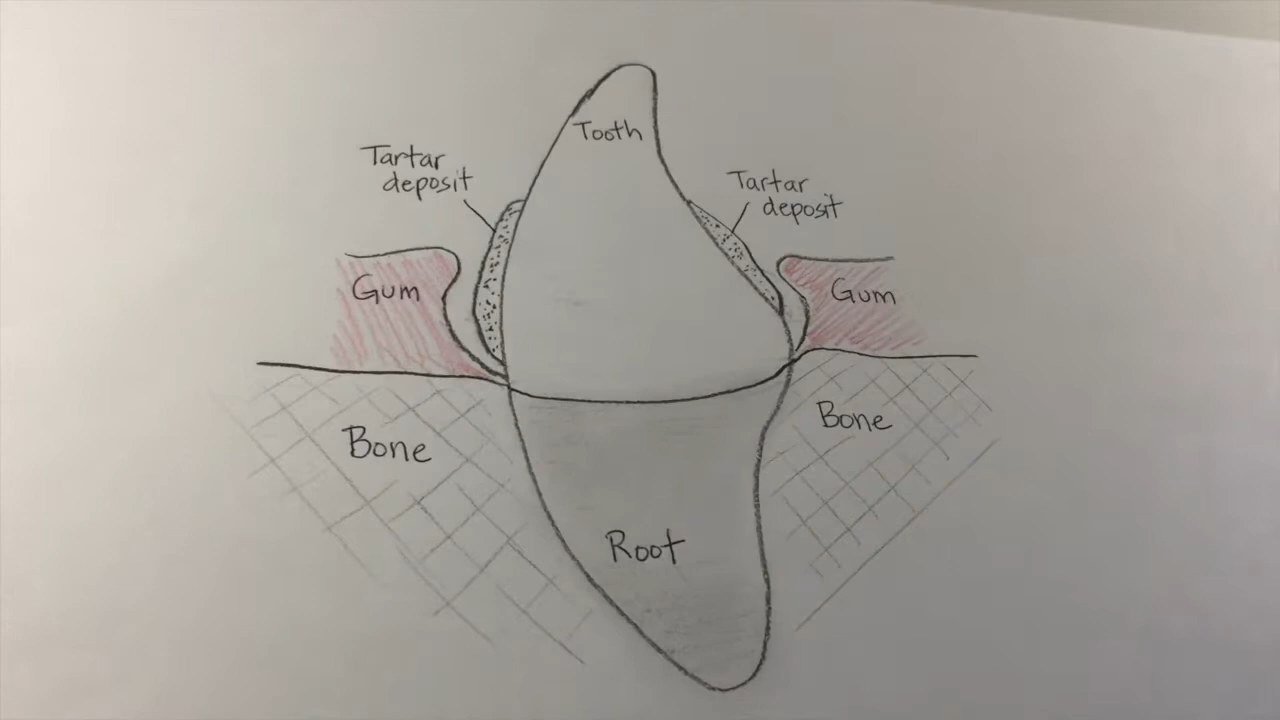 Tooth
Tartar
deposit
Tartar
deposit
Gum
Gum
Bone
Bone
Root